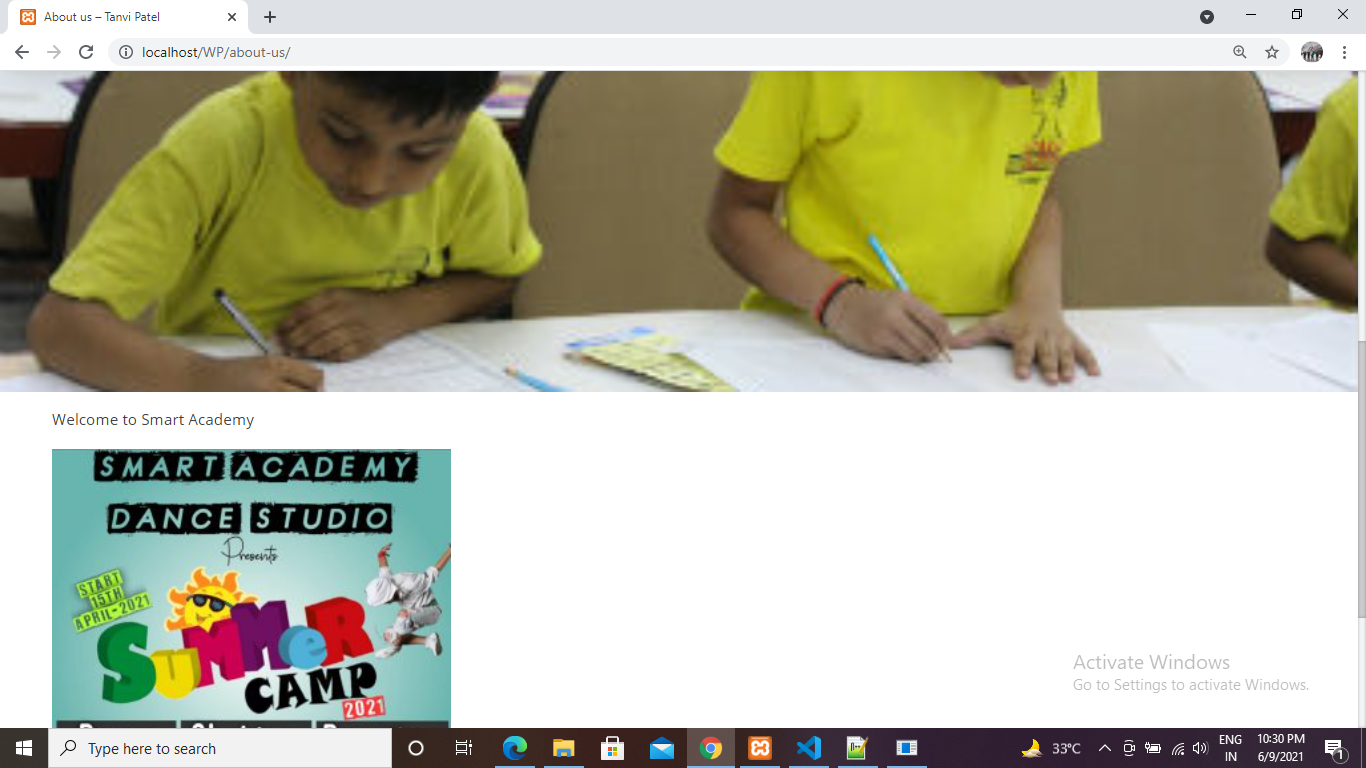 About us – Tanvi Patel
localhost/WP/about-us/
Welcome to Smart Academy
SMART ACADEMY
DANCE STUDIO
Presents
START
15TH
APRIL-2021
SuMMeR
CAMP
2021
Activate Windows
Go to Settings to activate Windows.
Type here to search
33°C
ENG
IN
10:30 PM
6/9/2021
1